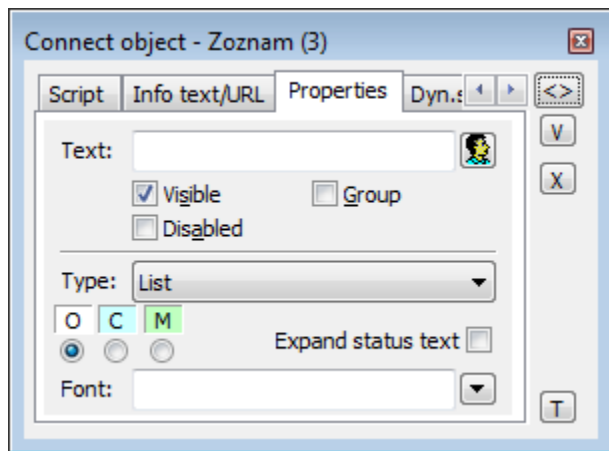 Connect object - Zoznam (3)
Script Info text/URL Properties Dyn.s <>
Text: V
Visible Group X
Disabled
Type: List
O C M
Expand status text
Font:
T